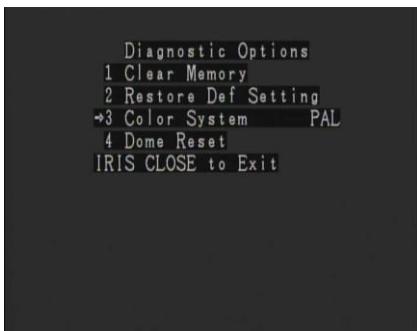 Diagnostic Options
1 Clear Memory
2 Restore Def Setting
⇒3 Color System PAL
4 Dome Reset
IRIS CLOSE to Exit